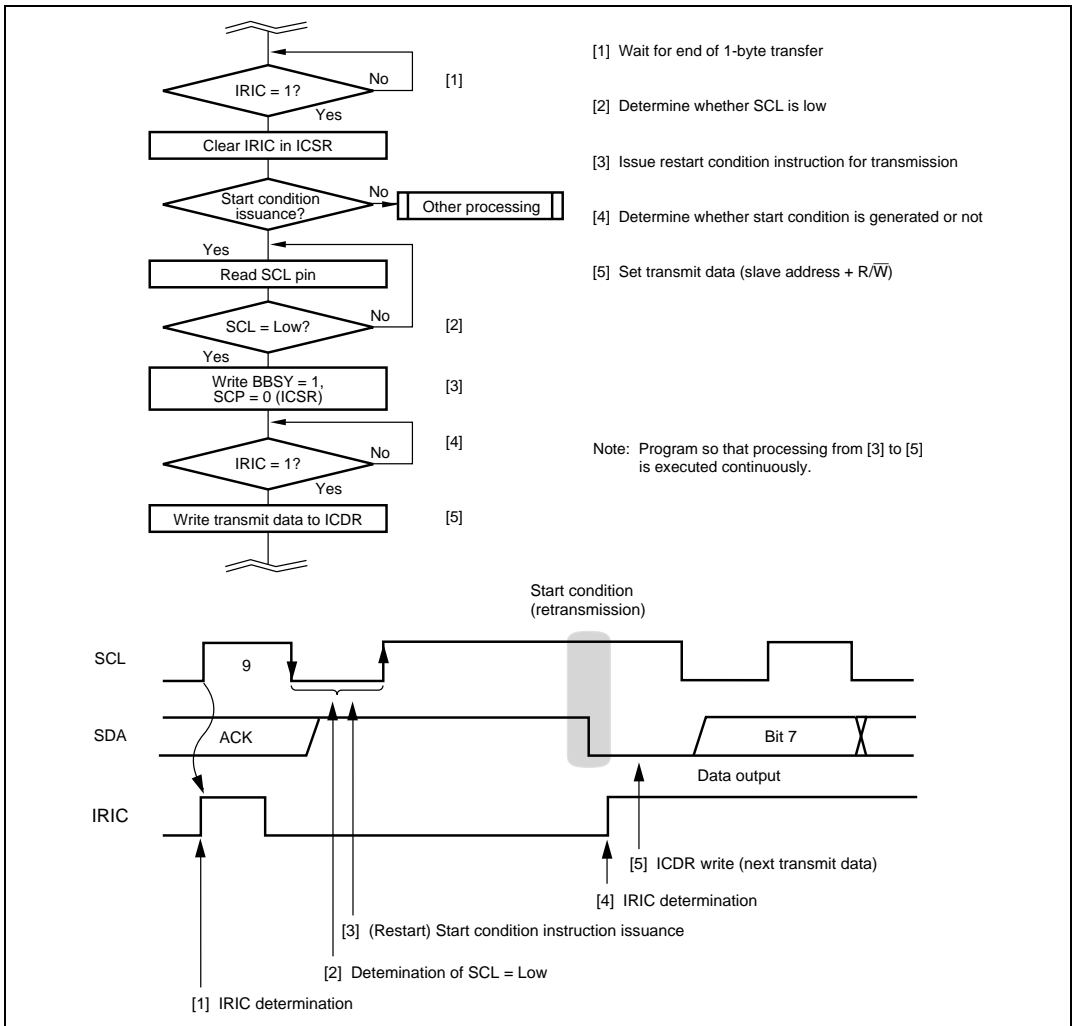 [1] Wait for end of 1-byte transfer
IRIC = 1?
No
[1]
Yes
[2] Determine whether SCL is low
Clear IRIC in ICSR
[3] Issue restart condition instruction for transmission
Start condition
issuance?
No
Other processing
[4] Determine whether start condition is generated or not
Yes
Read SCL pin
[5] Set transmit data (slave address + R/W̅)
SCL = Low?
No
[2]
Yes
Write BBSY = 1,
SCP = 0 (ICSR)
[3]
IRIC = 1?
No
[4]
Yes
Note: Program so that processing from [3] to [5]
is executed continuously.
Write transmit data to ICDR
[5]
Start condition
(retransmission)
SCL
9
SDA
ACK
Bit 7
Data output
IRIC
[5] ICDR write (next transmit data)
[4] IRIC determination
[3] (Restart) Start condition instruction issuance
[2] Detemination of SCL = Low
[1] IRIC determination